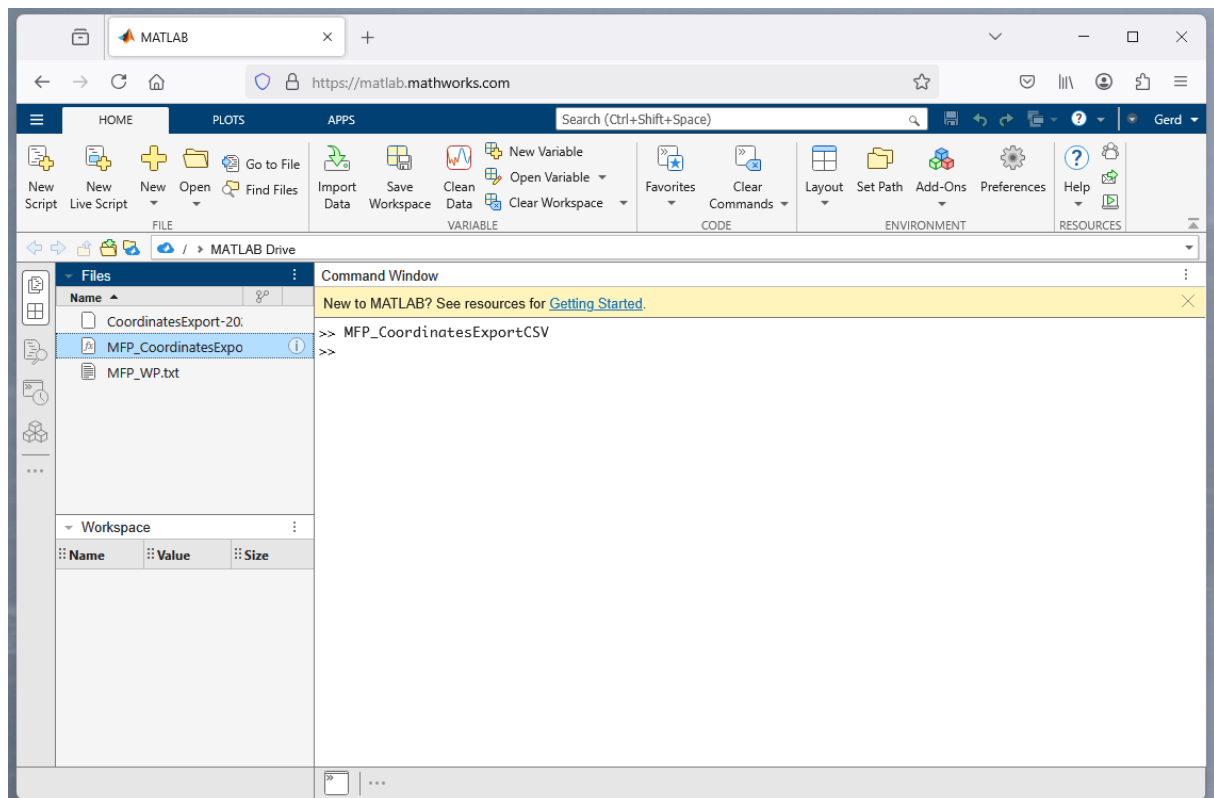 MATLAB
https://matlab.mathworks.com
HOME
PLOTS
APPS
Search (Ctrl+Shift+Space)
Gerd
New Script
New Live Script
New
Open
Go to File
Find Files
FILE
Import Data
Save Workspace
Clean Data
New Variable
Open Variable
Clear Workspace
VARIABLE
Favorites
Clear Commands
CODE
Layout
Set Path
Add-Ons
Preferences
ENVIRONMENT
Help
RESOURCES
/ MATLAB Drive
Files
Name
CoordinatesExport-202
MFP_CoordinatesExpo
MFP_WP.txt
Workspace
Name Value Size
Command Window
New to MATLAB? See resources for Getting Started.
>> MFP_CoordinatesExportCSV
>>